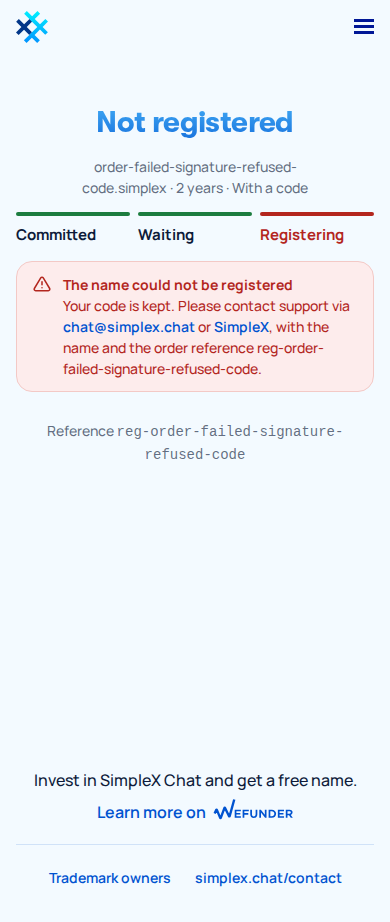 Not registered
order-failed-signature-refused-
code.simplex · 2 years · With a code
Committed
Waiting
Registering
The name could not be registered
Your code is kept. Please contact support via
chat@simplex.chat or SimpleX, with the
name and the order reference reg-order-
failed-signature-refused-code.
Reference reg-order-failed-signature-
refused-code
Invest in SimpleX Chat and get a free name.
Learn more on WEFUNDER
Trademark owners
simplex.chat/contact